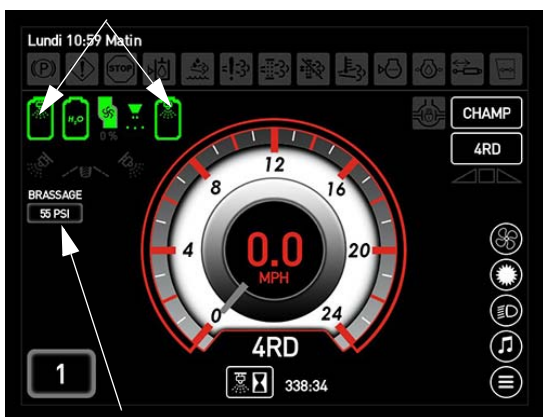 Lundi 10:59 Matin
(P)
STOP
H₂O
0 %
CHAMP
4RD
BRASSAGE
55 PSI
0
4
8
12
16
20
24
0.0
MPH
4RD
338:34
1